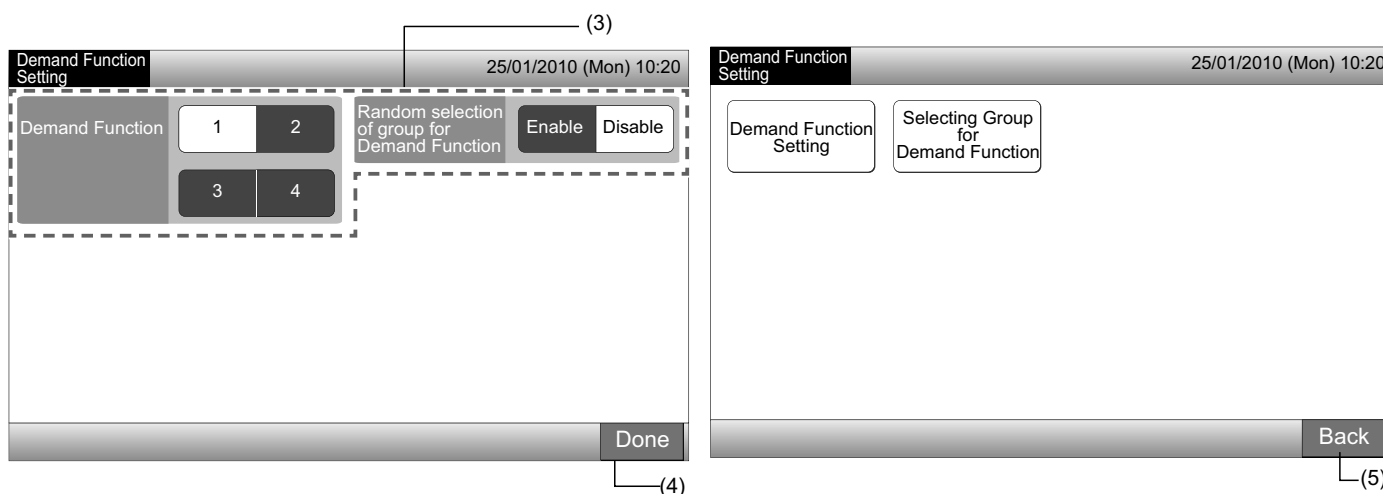 (3)
Demand Function
Setting
25/01/2010 (Mon) 10:20
Demand Function
1
2
3
4
Random selection
of group for
Demand Function
Enable
Disable
Done
(4)
Demand Function
Setting
25/01/2010 (Mon) 10:20
Demand Function
Setting
Selecting Group
for
Demand Function
Back
(5)